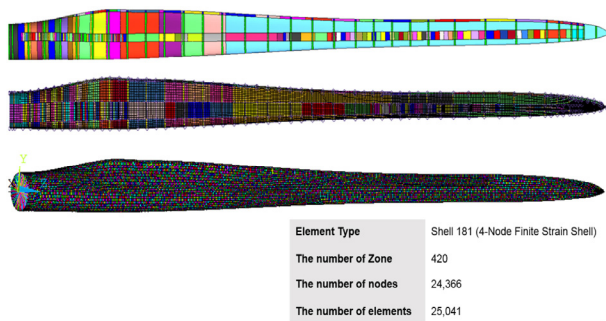 Y
Element Type Shell 181 (4-Node Finite Strain Shell)
The number of Zone 420
The number of nodes 24,366
The number of elements 25,041